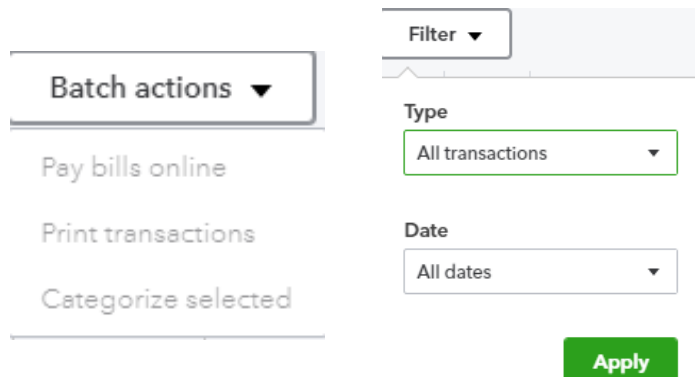 Batch actions
Pay bills online
Print transactions
Categorize selected
Filter
Type
All transactions
Date
All dates
Apply